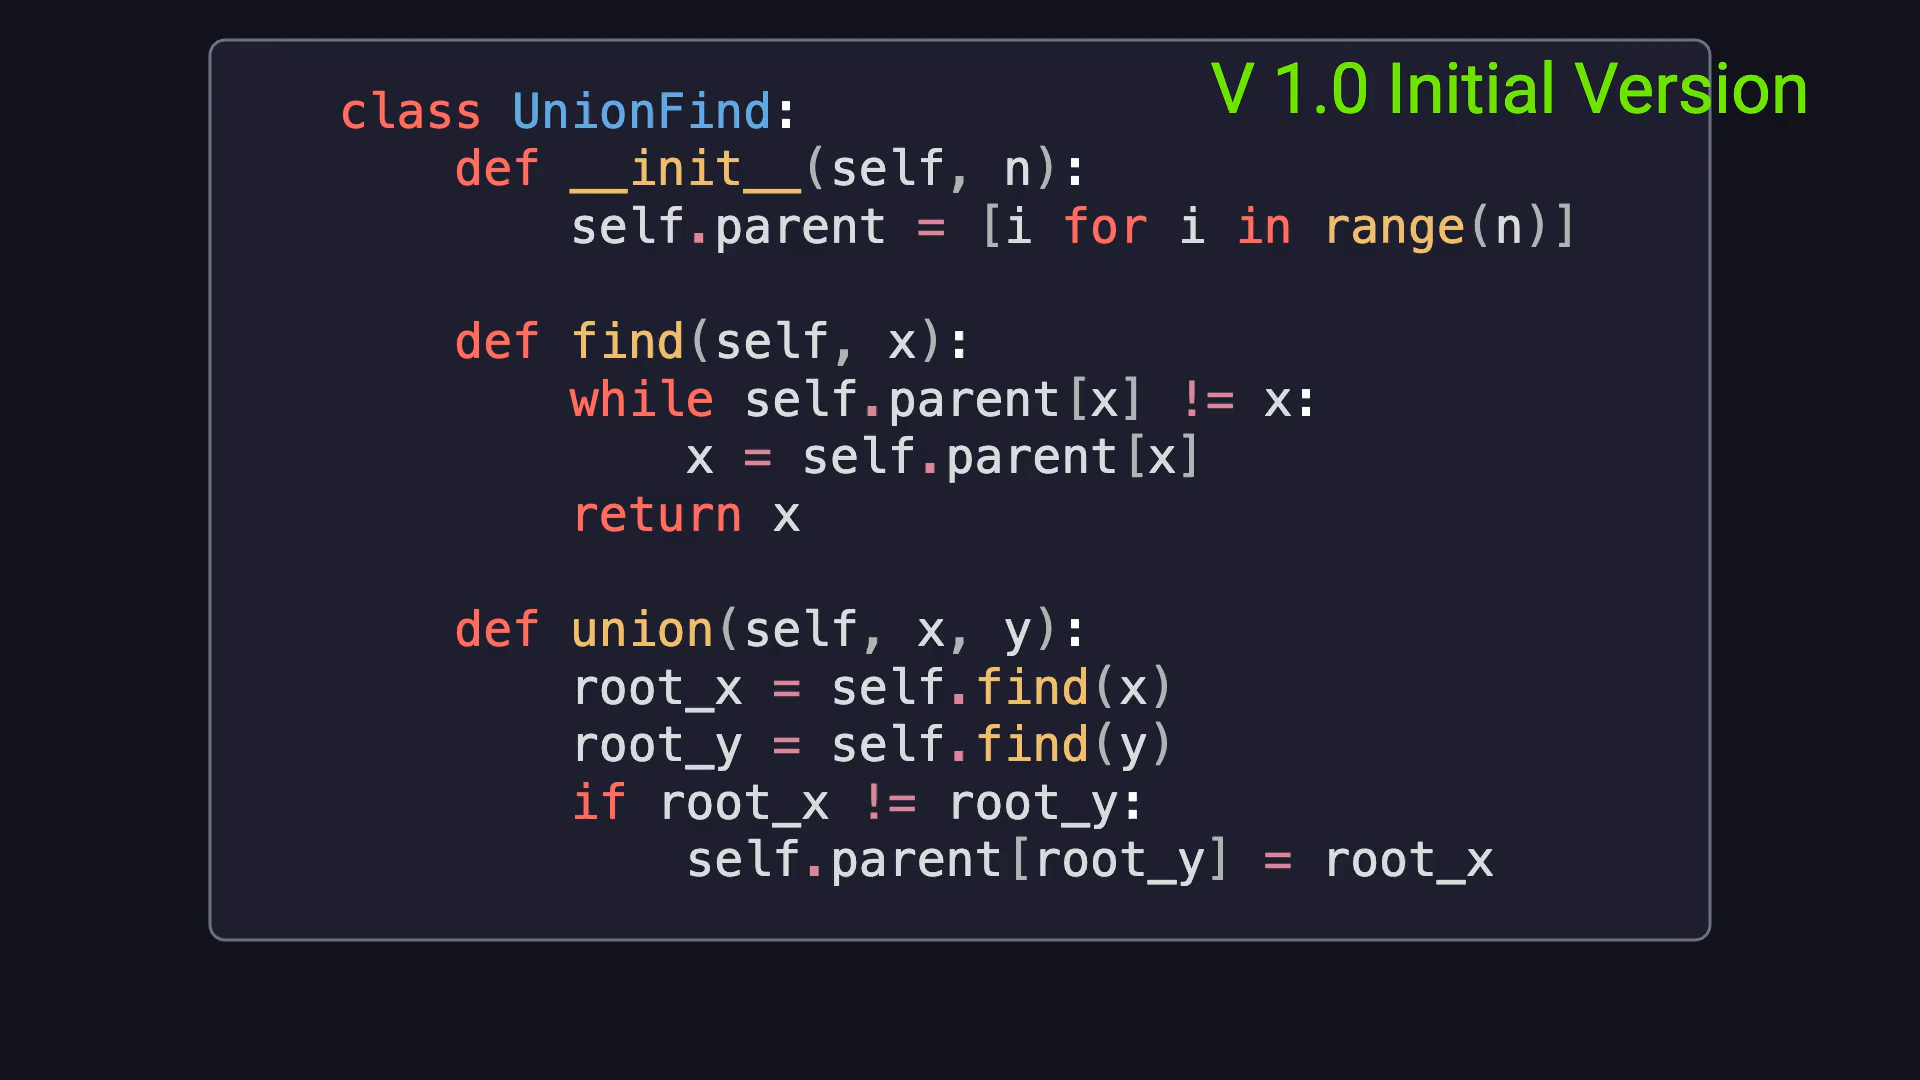 V 1.0 Initial Version
class UnionFind:
    def __init__(self, n):
        self.parent = [i for i in range(n)]

    def find(self, x):
        while self.parent[x] != x:
            x = self.parent[x]
        return x

    def union(self, x, y):
        root_x = self.find(x)
        root_y = self.find(y)
        if root_x != root_y:
            self.parent[root_y] = root_x